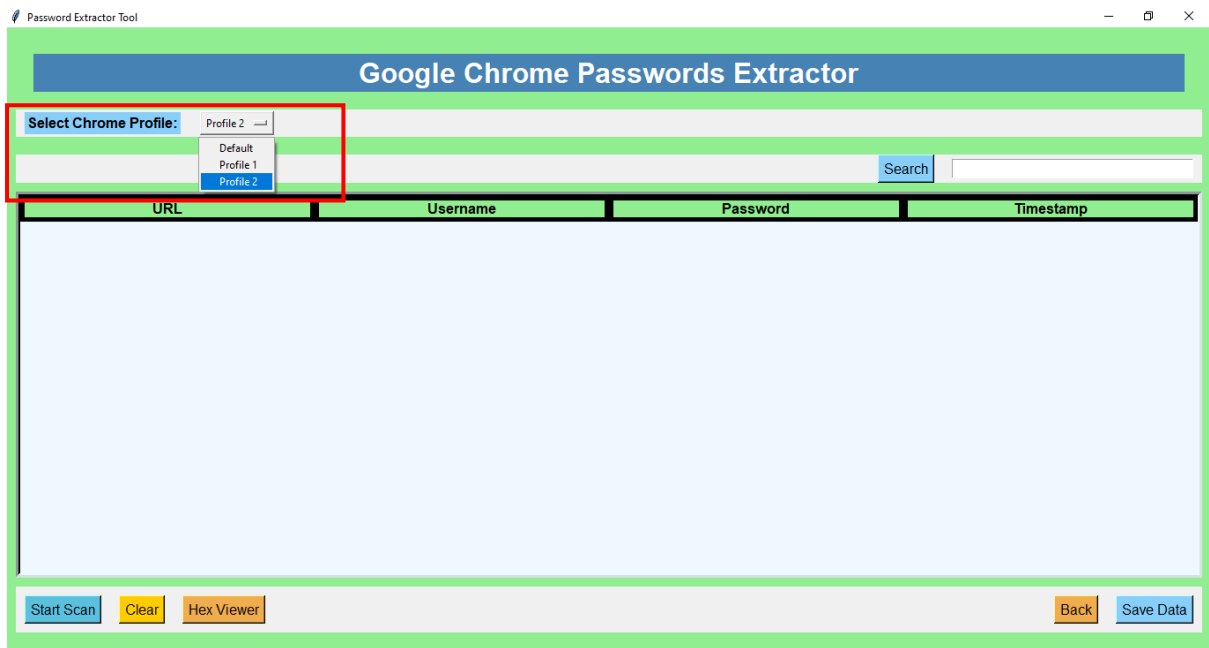 Password Extractor Tool
Google Chrome Passwords Extractor
Select Chrome Profile: Profile 2
Default
Profile 1
Profile 2
Search
URL Username Password Timestamp
Start Scan Clear Hex Viewer Back Save Data